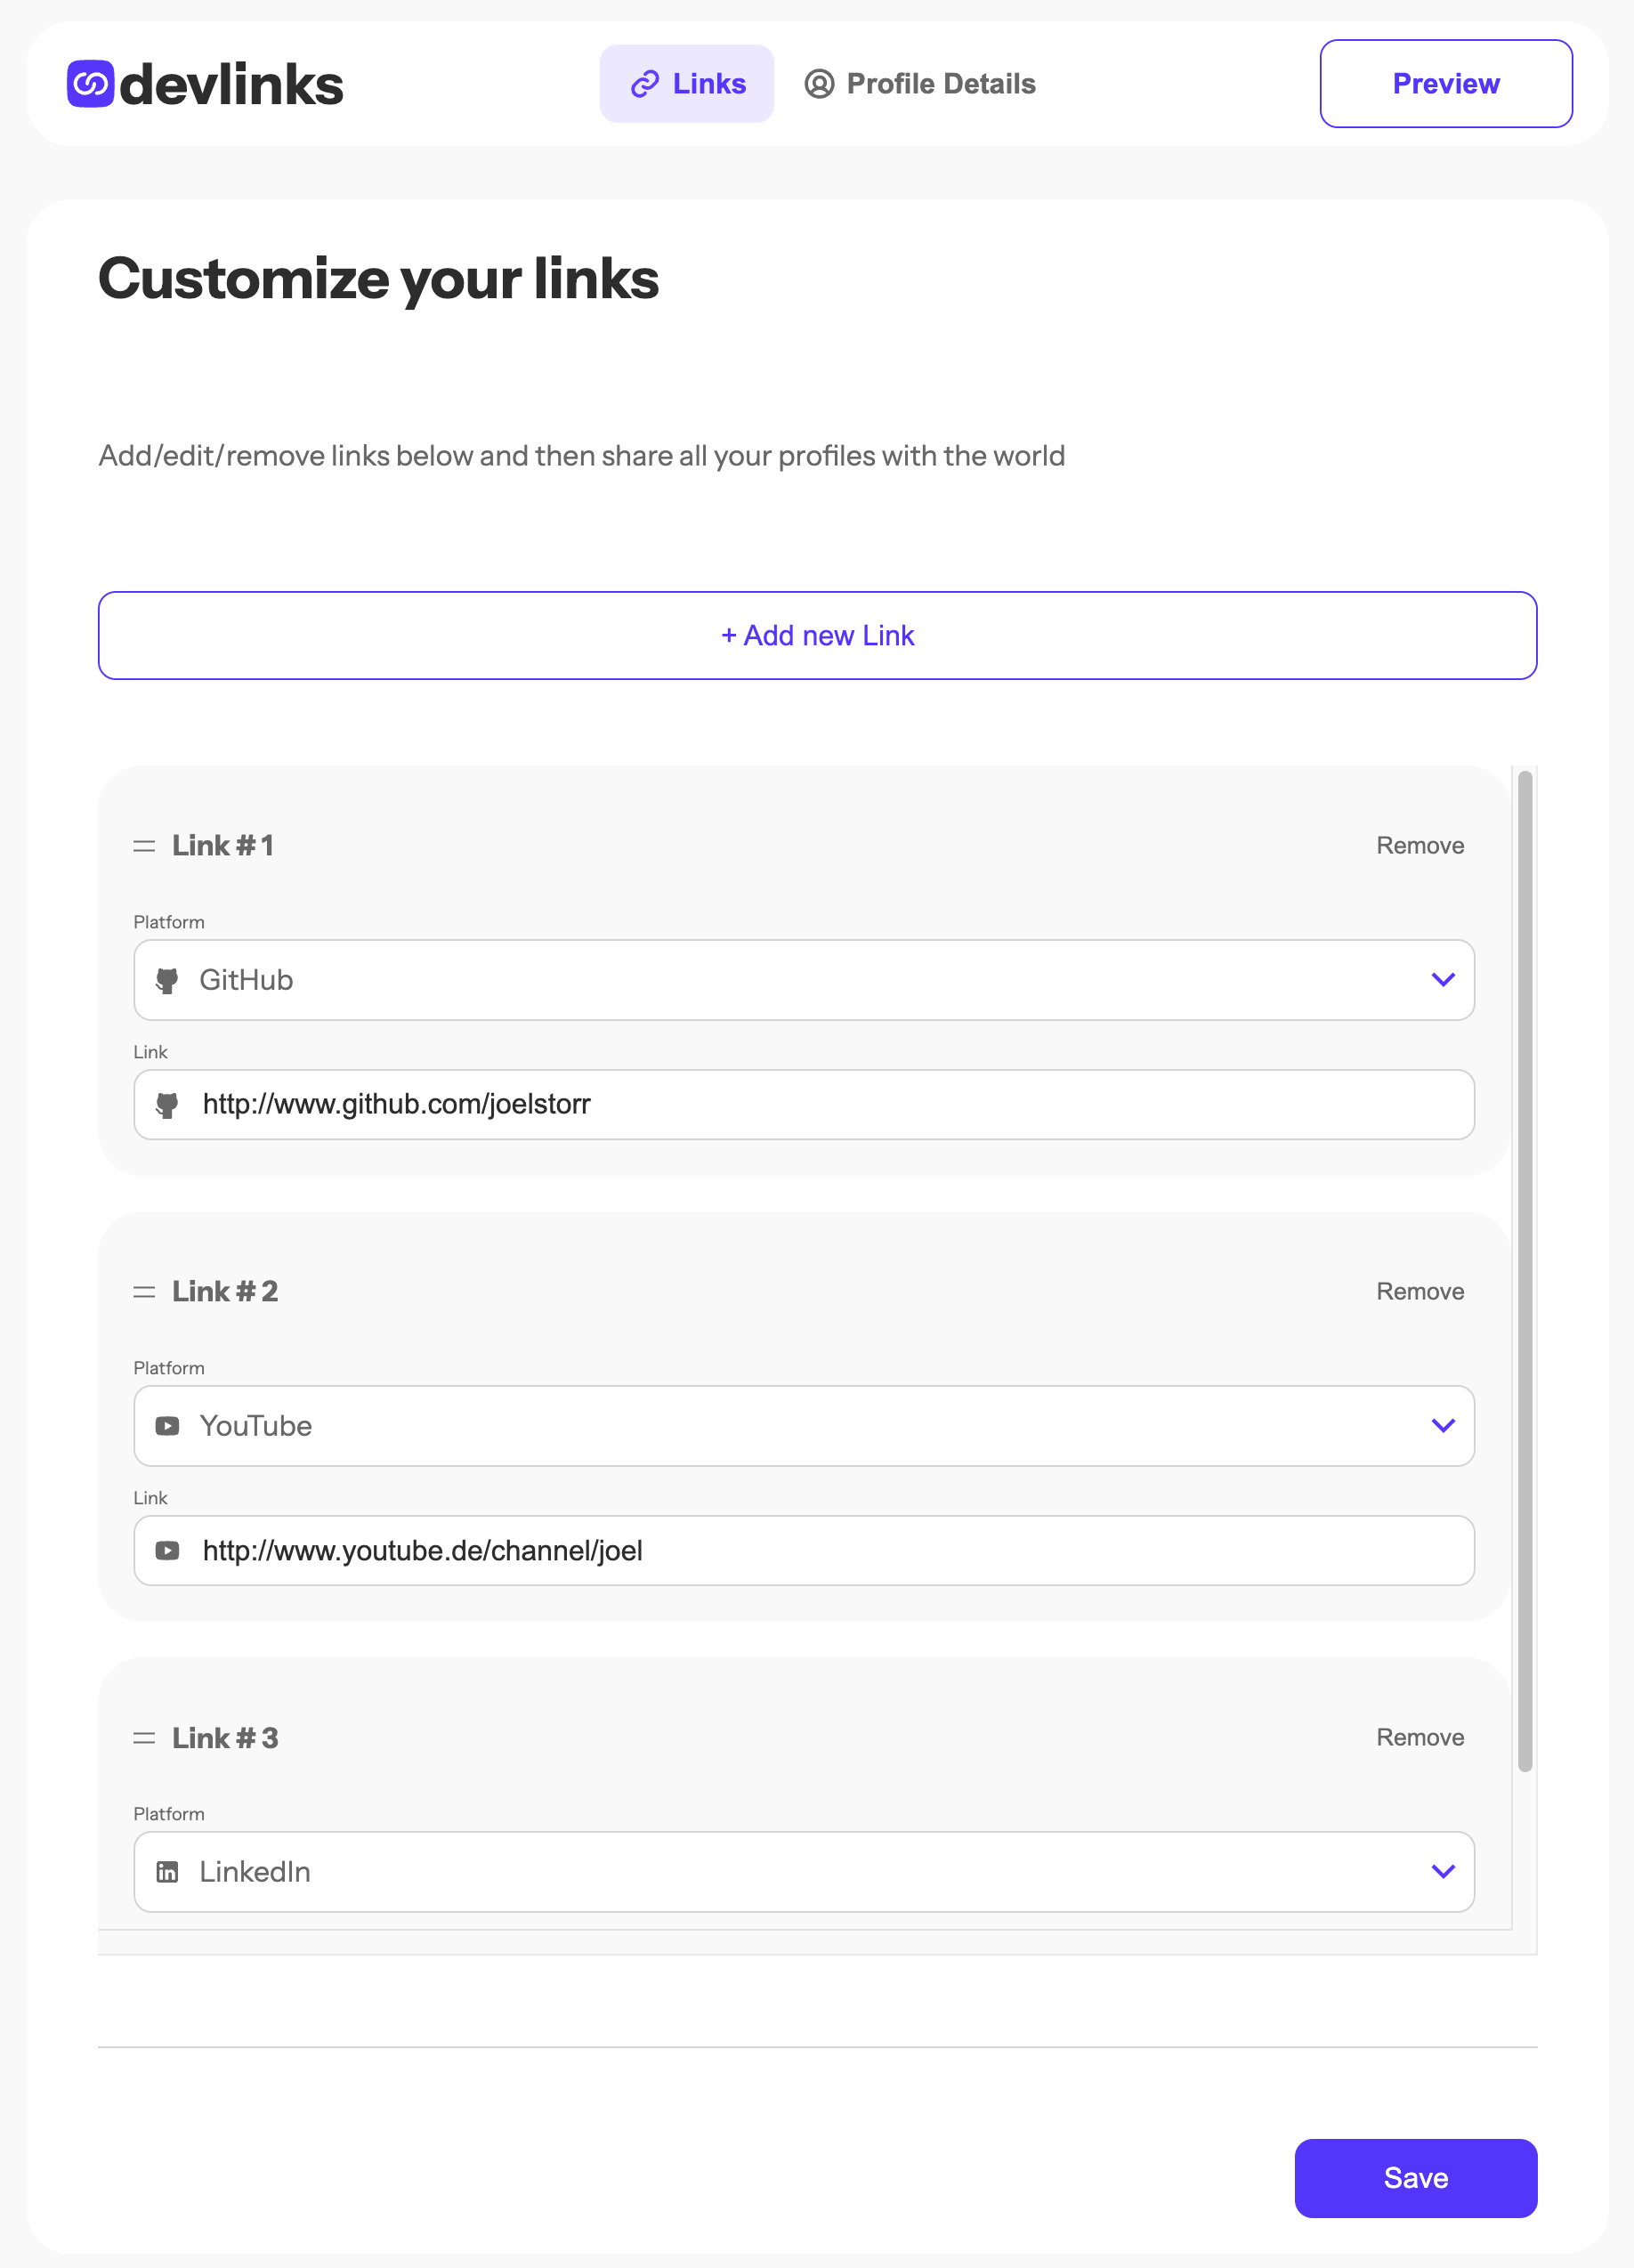 devlinks
Links
Profile Details
Preview
Customize your links
Add/edit/remove links below and then share all your profiles with the world
+ Add new Link
Link # 1
Remove
Platform
GitHub
Link
http://www.github.com/joelstorr
Link # 2
Remove
Platform
YouTube
Link
http://www.youtube.de/channel/joel
Link # 3
Remove
Platform
LinkedIn
Save